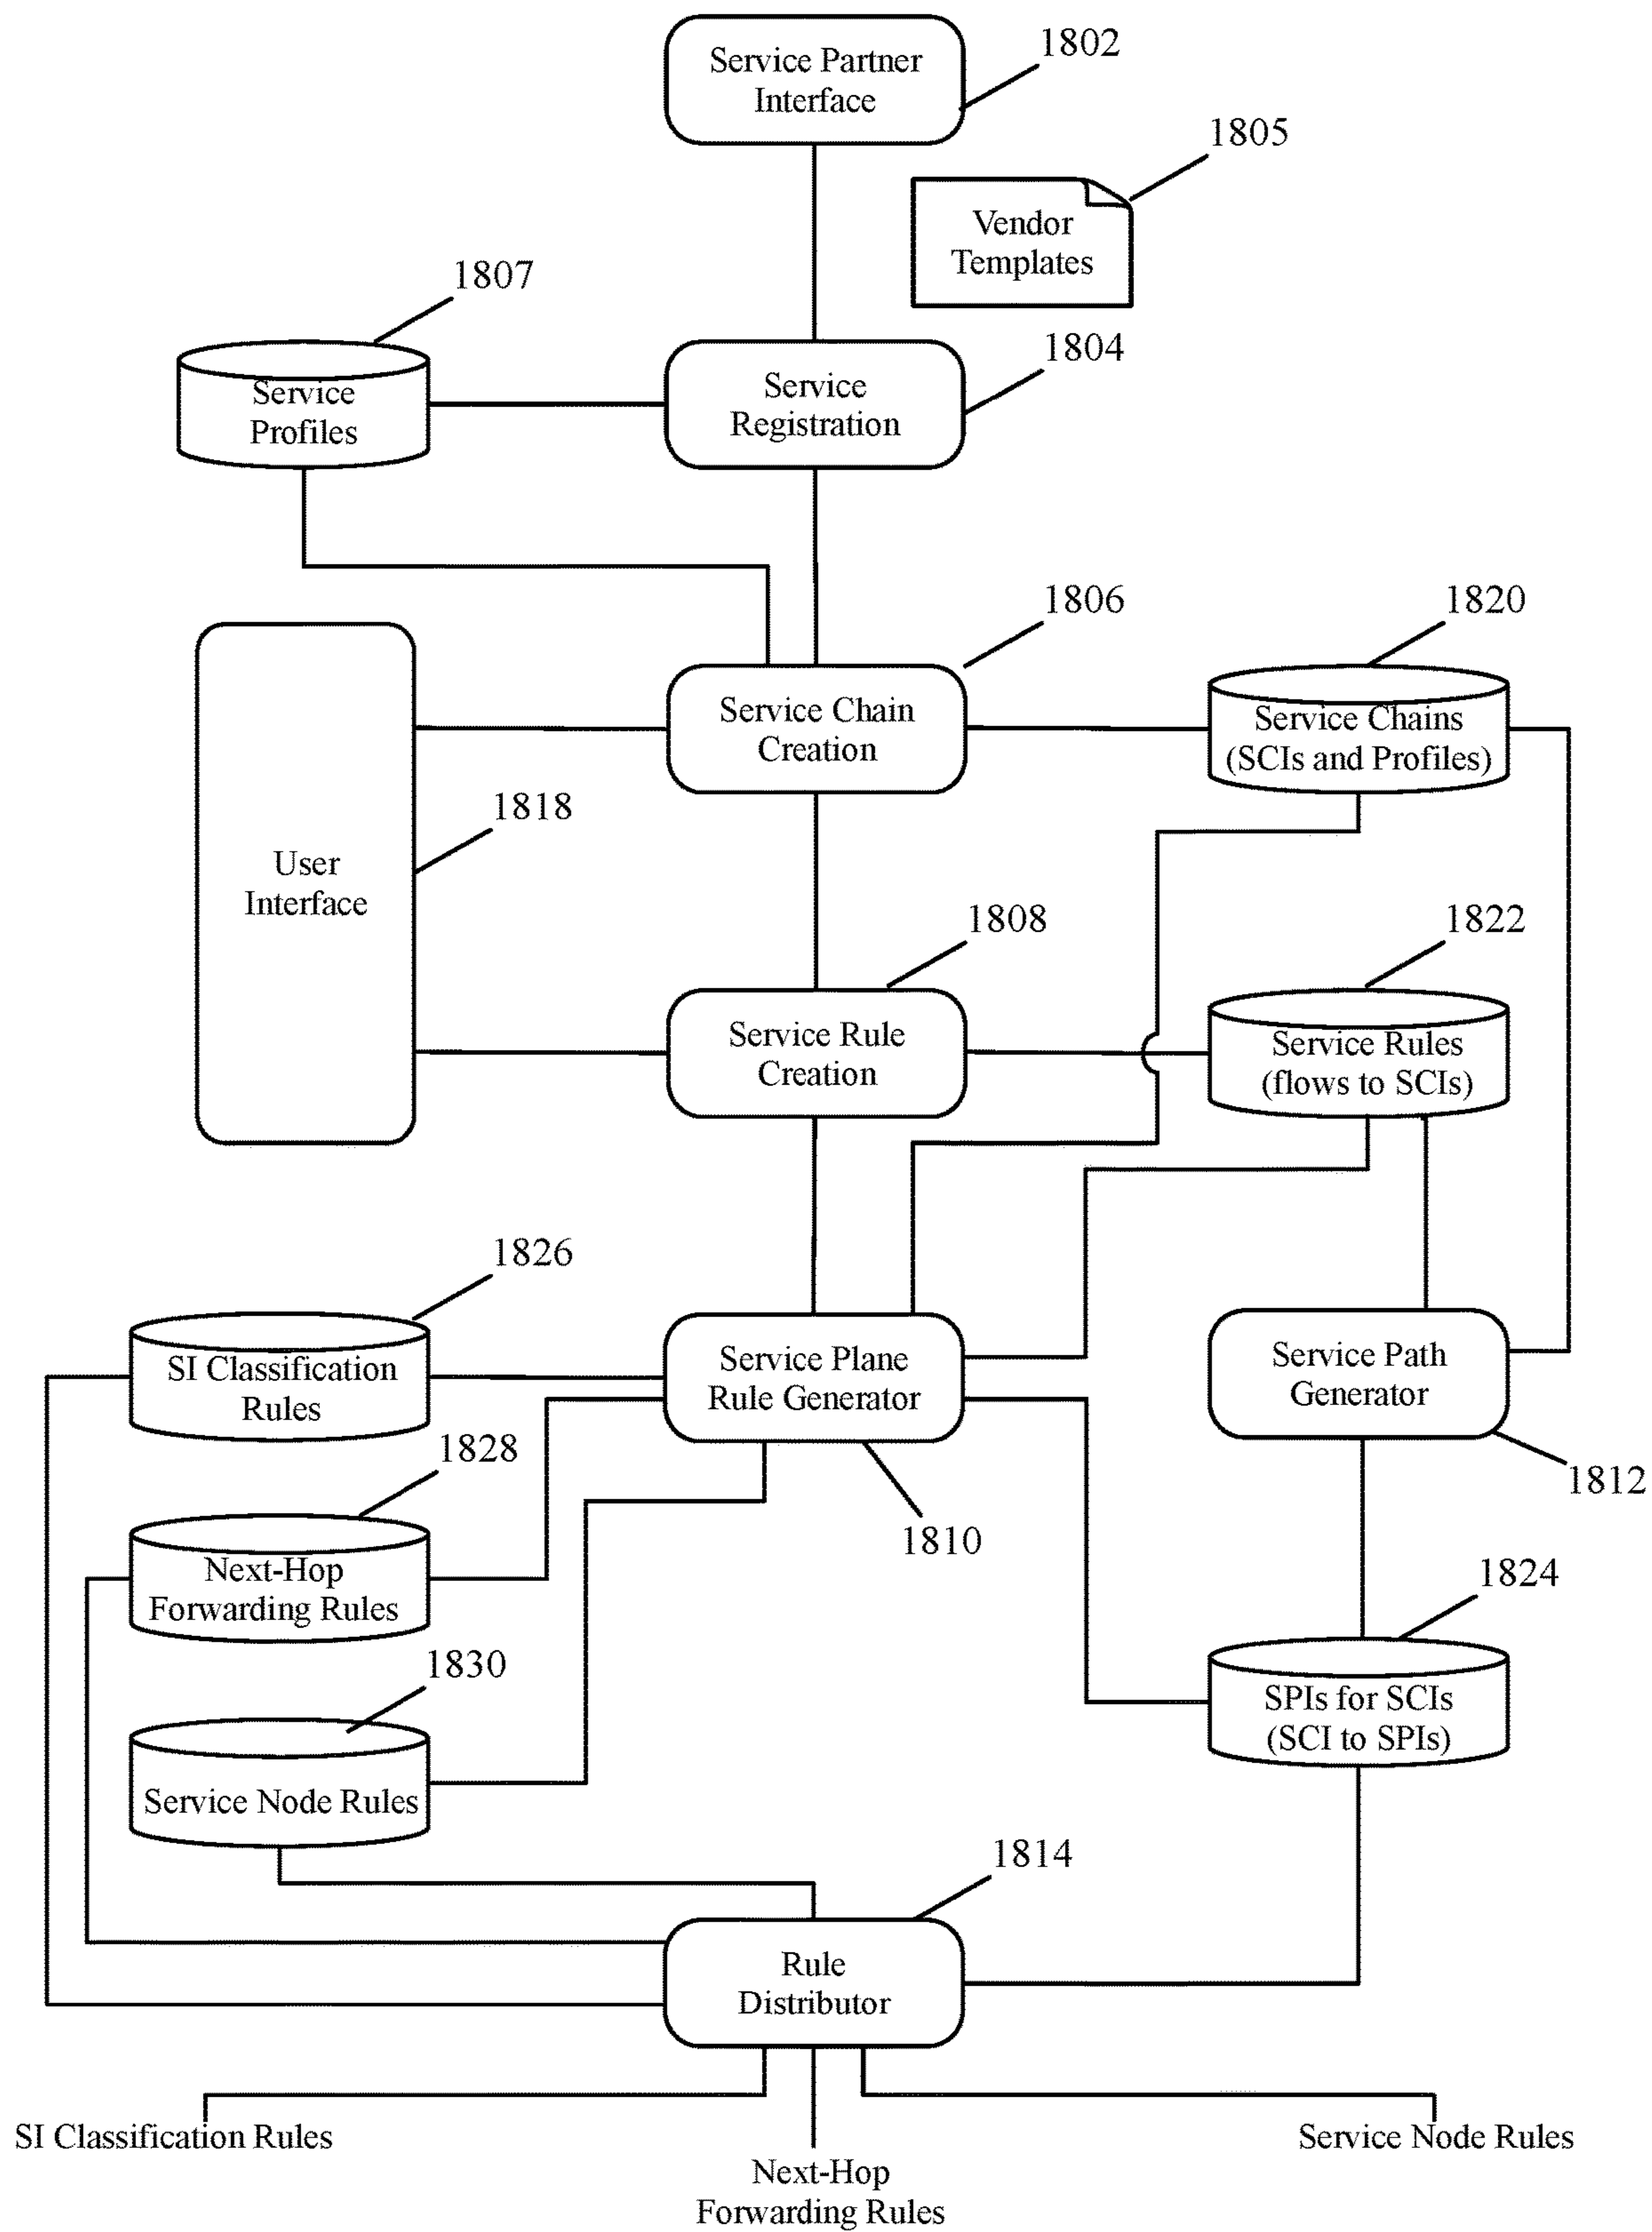 Service Partner
Interface
1802
1805
Vendor
Templates
1807
Service
Profiles
1804
Service
Registration
1806
1820
Service Chain
Creation
Service Chains
(SCIs and Profiles)
1818
User
Interface
1808
1822
Service Rule
Creation
Service Rules
(flows to SCIs)
1826
SI Classification
Rules
Service Plane
Rule Generator
Service Path
Generator
1828
1812
1810
Next-Hop
Forwarding Rules
1824
1830
SPIs for SCIs
(SCI to SPIs)
Service Node Rules
1814
Rule
Distributor
SI Classification Rules
Service Node Rules
Next-Hop
Forwarding Rules